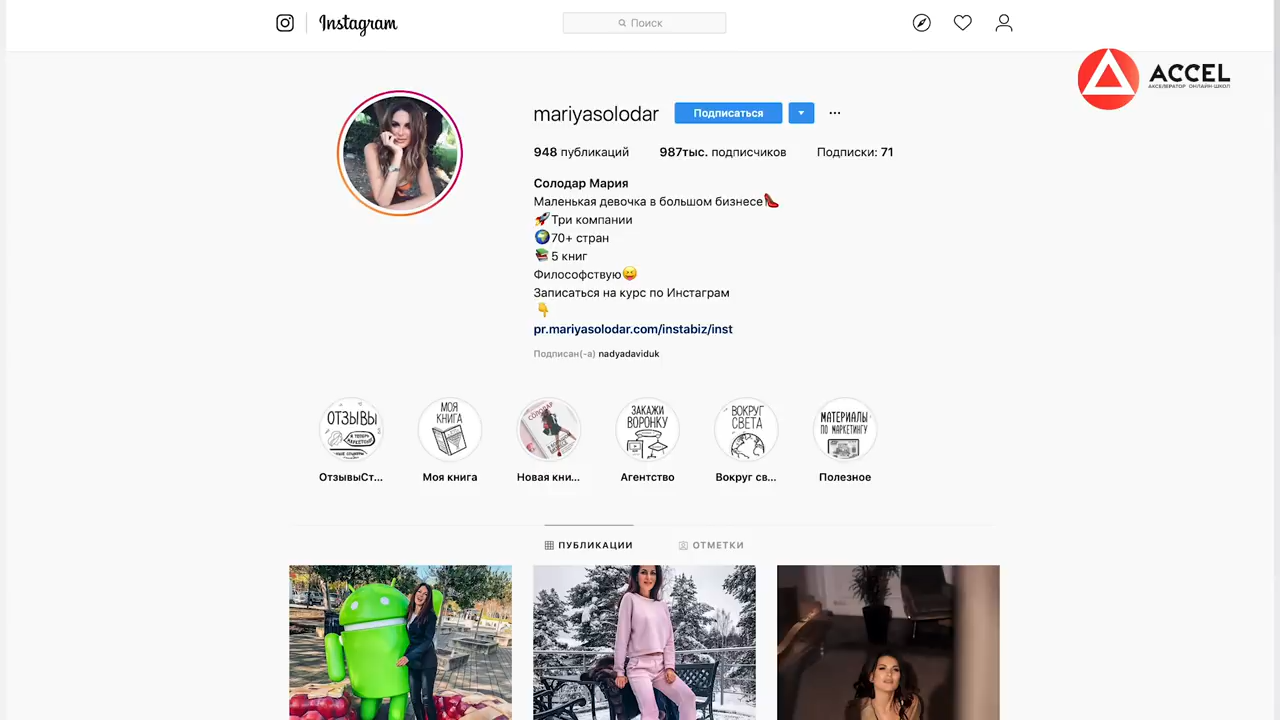 Instagram
Поиск
ACCEL
АКСЕЛЕРАТОР ОНЛАЙН ШКОЛ
mariyasolodar
Подписаться
948 публикаций
987тыс. подписчиков
Подписки: 71
Солодар Мария
Маленькая девочка в большом бизнесе👠
🚀Три компании
🌍70+ стран
📚5 книг
Философствую😝
Записаться на курс по Инстаграм
👇
pr.mariyasolodar.com/instabiz/inst
Подписан(-а) nadyadaviduk
ОТЗЫВЫ
МОЯ
КНИГА
СОЛОДАР
ЗАКАЖИ
ВОРОНКУ
ВОКРУГ
СВЕТА
МАТЕРИАЛЫ
ПО МАРКЕТИНГУ
ОтзывыСт...
Моя книга
Новая кни...
Агентство
Вокруг св...
Полезное
ПУБЛИКАЦИИ
ОТМЕТКИ